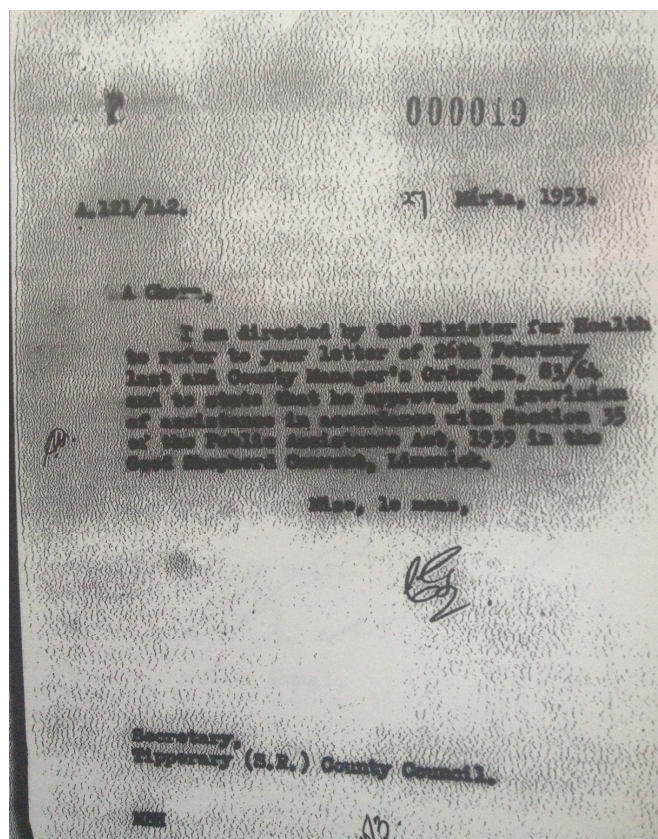 P
000019
A.121/142.
27 Márta, 1953.
A Chara,
I am directed by the Minister for Health
to refer to your letter of 26th February
last and County Manager's Order No. 83/64
and to state that he approves the provision
of assistance in accordance with Section 35
of the Public Assistance Act, 1939 in the
Good Shepherd Convent, Limerick.
Mise, le meas,
Secretary,
Tipperary (S.R.) County Council.